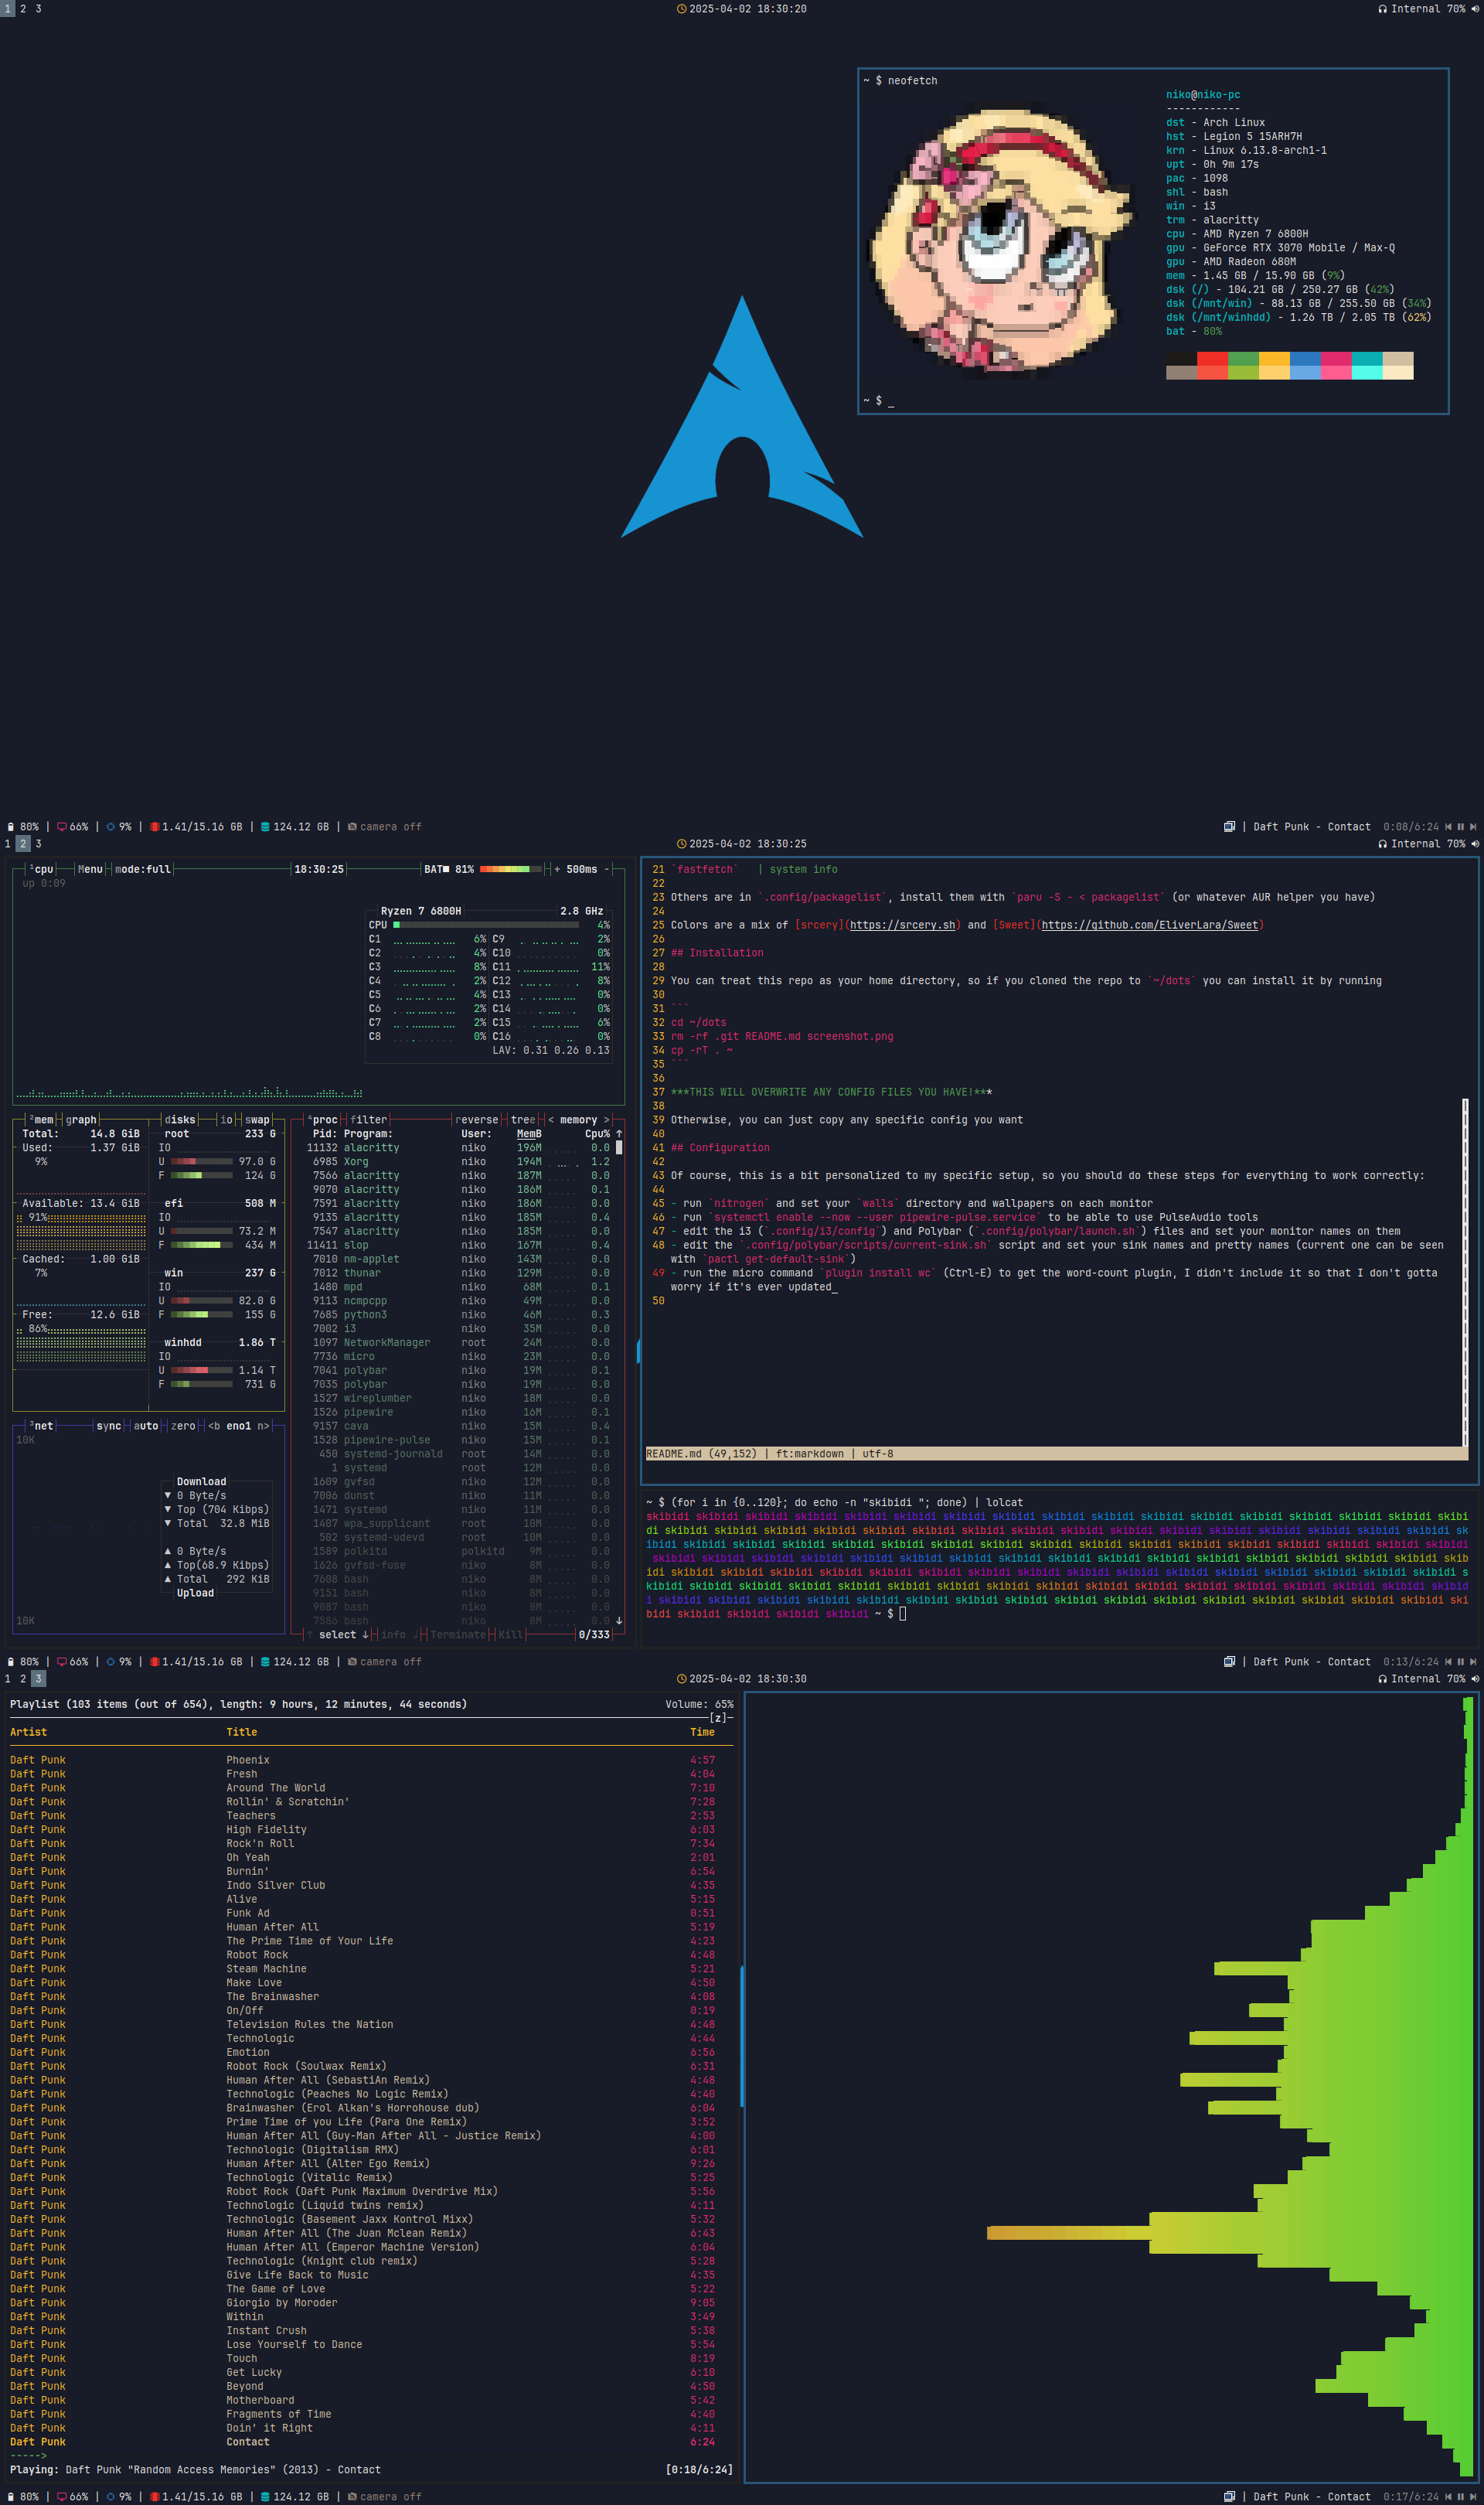 1 2 3
2025-04-02 18:30:20
Internal 70%
~ $ neofetch
niko@niko-pc
------------
dst - Arch Linux
hst - Legion 5 15ARH7H
krn - Linux 6.13.8-arch1-1
upt - 0h 9m 17s
pac - 1098
shl - bash
win - i3
trm - alacritty
cpu - AMD Ryzen 7 6800H
gpu - GeForce RTX 3070 Mobile / Max-Q
gpu - AMD Radeon 680M
mem - 1.45 GB / 15.90 GB (9%)
dsk (/) - 104.21 GB / 250.27 GB (42%)
dsk (/mnt/win) - 88.13 GB / 255.50 GB (34%)
dsk (/mnt/winhdd) - 1.26 TB / 2.05 TB (62%)
bat - 80%
~ $ _
80% | 66% | 9% | 1.41/15.16 GB | 124.12 GB | camera off
| Daft Punk - Contact 0:08/6:24
1 2 3
2025-04-02 18:30:25
Internal 70%
¹cpu Menu mode:full 18:30:25 BAT■ 81% + 500ms -
up 0:09
Ryzen 7 6800H 2.8 GHz
CPU 4%
C1 6% C9 2%
C2 4% C10 0%
C3 8% C11 11%
C4 2% C12 8%
C5 4% C13 0%
C6 2% C14 0%
C7 2% C15 6%
C8 0% C16 0%
LAV: 0.31 0.26 0.13
²mem graph disks io swap
Total: 14.8 GiB
Used: 1.37 GiB
9%
Available: 13.4 GiB
91%
Cached: 1.00 GiB
7%
Free: 12.6 GiB
86%
root 233 G
IO
U 97.0 G
F 124 G
efi 508 M
IO
U 73.2 M
F 434 M
win 237 G
IO
U 82.0 G
F 155 G
winhdd 1.86 T
IO
U 1.14 T
F 731 G
³net sync auto zero <b eno1 n>
10K
Download
▼ 0 Byte/s
▼ Top (704 Kibps)
▼ Total 32.8 MiB
▲ 0 Byte/s
▲ Top(68.9 Kibps)
▲ Total 292 KiB
Upload
10K
⁴proc filter reverse tree < memory >
Pid: Program: User: MemB Cpu% ↑
11132 alacritty niko 196M 0.0
6985 Xorg niko 194M 1.2
7566 alacritty niko 187M 0.0
9070 alacritty niko 186M 0.1
7591 alacritty niko 186M 0.0
9135 alacritty niko 185M 0.4
7547 alacritty niko 185M 0.0
11411 slop niko 167M 0.4
7010 nm-applet niko 143M 0.0
7012 thunar niko 129M 0.0
1480 mpd niko 68M 0.1
9113 ncmpcpp niko 49M 0.0
7685 python3 niko 46M 0.3
7002 i3 niko 35M 0.0
1097 NetworkManager root 24M 0.0
7736 micro niko 23M 0.0
7041 polybar niko 19M 0.1
7035 polybar niko 19M 0.0
1527 wireplumber niko 18M 0.0
1526 pipewire niko 16M 0.1
9157 cava niko 15M 0.4
1528 pipewire-pulse niko 15M 0.1
450 systemd-journald root 14M 0.0
1 systemd root 12M 0.0
1609 gvfsd niko 12M 0.0
7006 dunst niko 11M 0.0
1471 systemd niko 11M 0.0
1407 wpa_supplicant root 10M 0.0
502 systemd-udevd root 10M 0.0
1589 polkitd polkitd 9M 0.0
1626 gvfsd-fuse niko 8M 0.0
7608 bash niko 8M 0.0
9151 bash niko 8M 0.0
9087 bash niko 8M 0.0
7586 bash niko 8M 0.0 ↓
↑ select ↓ info ↲ Terminate Kill 0/333
21 `fastfetch` | system info
22
23 Others are in `.config/packagelist`, install them with `paru -S - < packagelist` (or whatever AUR helper you have)
24
25 Colors are a mix of [srcery](https://srcery.sh) and [Sweet](https://github.com/EliverLara/Sweet)
26
27 ## Installation
28
29 You can treat this repo as your home directory, so if you cloned the repo to `~/dots` you can install it by running
30
31 ```
32 cd ~/dots
33 rm -rf .git README.md screenshot.png
34 cp -rT . ~
35 ```
36
37 ***THIS WILL OVERWRITE ANY CONFIG FILES YOU HAVE!***
38
39 Otherwise, you can just copy any specific config you want
40
41 ## Configuration
42
43 Of course, this is a bit personalized to my specific setup, so you should do these steps for everything to work correctly:
44
45 - run `nitrogen` and set your `walls` directory and wallpapers on each monitor
46 - run `systemctl enable --now --user pipewire-pulse.service` to be able to use PulseAudio tools
47 - edit the i3 (`.config/i3/config`) and Polybar (`.config/polybar/launch.sh`) files and set your monitor names on them
48 - edit the `.config/polybar/scripts/current-sink.sh` script and set your sink names and pretty names (current one can be seen
with `pactl get-default-sink`)
49 - run the micro command `plugin install wc` (Ctrl-E) to get the word-count plugin, I didn't include it so that I don't gotta
worry if it's ever updated_
50
README.md (49,152) | ft:markdown | utf-8
~ $ (for i in {0..120}; do echo -n "skibidi "; done) | lolcat
skibidi skibidi skibidi skibidi skibidi skibidi skibidi skibidi skibidi skibidi skibidi skibidi skibidi skibidi skibidi skibi
di skibidi skibidi skibidi skibidi skibidi skibidi skibidi skibidi skibidi skibidi skibidi skibidi skibidi skibidi skibidi sk
ibidi skibidi skibidi skibidi skibidi skibidi skibidi skibidi skibidi skibidi skibidi skibidi skibidi skibidi skibidi skibidi
skibidi skibidi skibidi skibidi skibidi skibidi skibidi skibidi skibidi skibidi skibidi skibidi skibidi skibidi skibidi skib
idi skibidi skibidi skibidi skibidi skibidi skibidi skibidi skibidi skibidi skibidi skibidi skibidi skibidi skibidi skibidi s
kibidi skibidi skibidi skibidi skibidi skibidi skibidi skibidi skibidi skibidi skibidi skibidi skibidi skibidi skibidi skibid
i skibidi skibidi skibidi skibidi skibidi skibidi skibidi skibidi skibidi skibidi skibidi skibidi skibidi skibidi skibidi ski
bidi skibidi skibidi skibidi skibidi skibidi ~ $
80% | 66% | 9% | 1.41/15.16 GB | 124.12 GB | camera off
| Daft Punk - Contact 0:13/6:24
1 2 3
2025-04-02 18:30:30
Internal 70%
Playlist (103 items (out of 654), length: 9 hours, 12 minutes, 44 seconds) Volume: 65%
[z]
Artist Title Time
Daft Punk Phoenix 4:57
Daft Punk Fresh 4:04
Daft Punk Around The World 7:10
Daft Punk Rollin' & Scratchin' 7:28
Daft Punk Teachers 2:53
Daft Punk High Fidelity 6:03
Daft Punk Rock'n Roll 7:34
Daft Punk Oh Yeah 2:01
Daft Punk Burnin' 6:54
Daft Punk Indo Silver Club 4:35
Daft Punk Alive 5:15
Daft Punk Funk Ad 0:51
Daft Punk Human After All 5:19
Daft Punk The Prime Time of Your Life 4:23
Daft Punk Robot Rock 4:48
Daft Punk Steam Machine 5:21
Daft Punk Make Love 4:50
Daft Punk The Brainwasher 4:08
Daft Punk On/Off 0:19
Daft Punk Television Rules the Nation 4:48
Daft Punk Technologic 4:44
Daft Punk Emotion 6:56
Daft Punk Robot Rock (Soulwax Remix) 6:31
Daft Punk Human After All (SebastiAn Remix) 4:48
Daft Punk Technologic (Peaches No Logic Remix) 4:40
Daft Punk Brainwasher (Erol Alkan's Horrohouse dub) 6:04
Daft Punk Prime Time of you Life (Para One Remix) 3:52
Daft Punk Human After All (Guy-Man After All - Justice Remix) 4:00
Daft Punk Technologic (Digitalism RMX) 6:01
Daft Punk Human After All (Alter Ego Remix) 9:26
Daft Punk Technologic (Vitalic Remix) 5:25
Daft Punk Robot Rock (Daft Punk Maximum Overdrive Mix) 5:56
Daft Punk Technologic (Liquid twins remix) 4:11
Daft Punk Technologic (Basement Jaxx Kontrol Mixx) 5:32
Daft Punk Human After All (The Juan Mclean Remix) 6:43
Daft Punk Human After All (Emperor Machine Version) 6:04
Daft Punk Technologic (Knight club remix) 5:28
Daft Punk Give Life Back to Music 4:35
Daft Punk The Game of Love 5:22
Daft Punk Giorgio by Moroder 9:05
Daft Punk Within 3:49
Daft Punk Instant Crush 5:38
Daft Punk Lose Yourself to Dance 5:54
Daft Punk Touch 8:19
Daft Punk Get Lucky 6:10
Daft Punk Beyond 4:50
Daft Punk Motherboard 5:42
Daft Punk Fragments of Time 4:40
Daft Punk Doin' it Right 4:11
Daft Punk Contact 6:24
----->
Playing: Daft Punk "Random Access Memories" (2013) - Contact [0:18/6:24]
80% | 66% | 9% | 1.41/15.16 GB | 124.12 GB | camera off
| Daft Punk - Contact 0:17/6:24